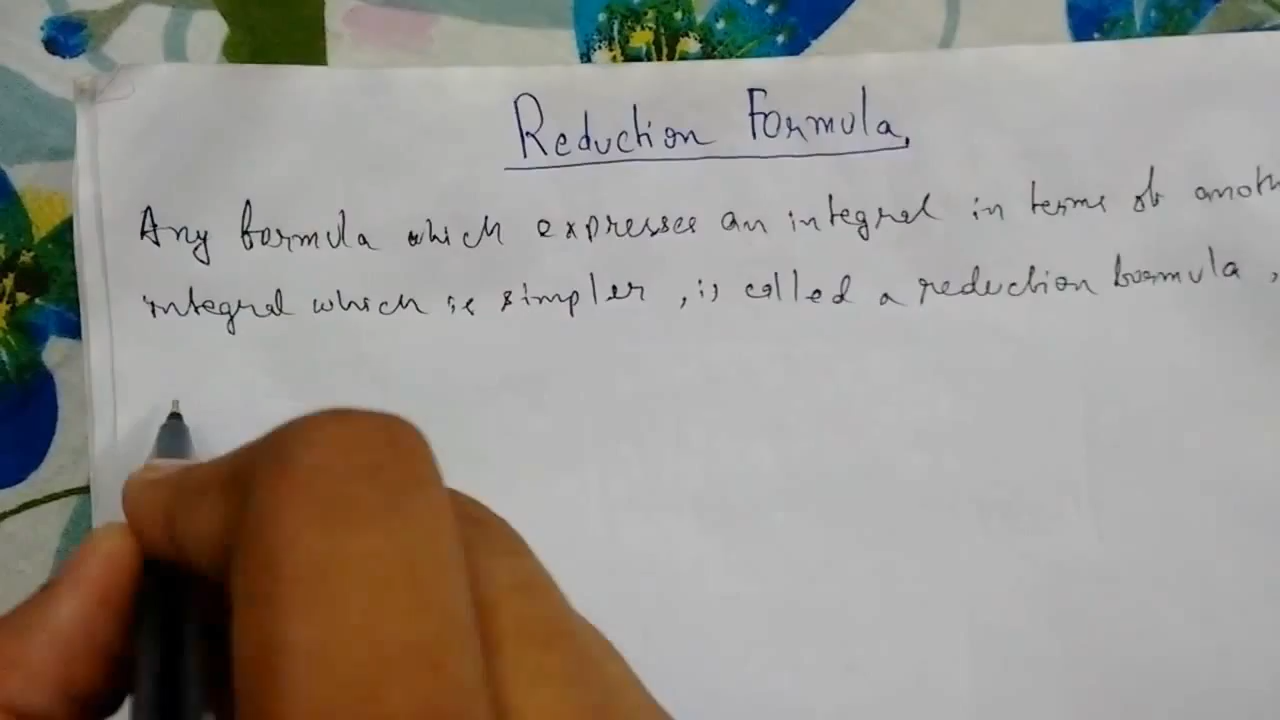 Reduction Formula.
Any formula which expresses an integral in terms of anoth
integral which is simpler, is called a reduction formula,